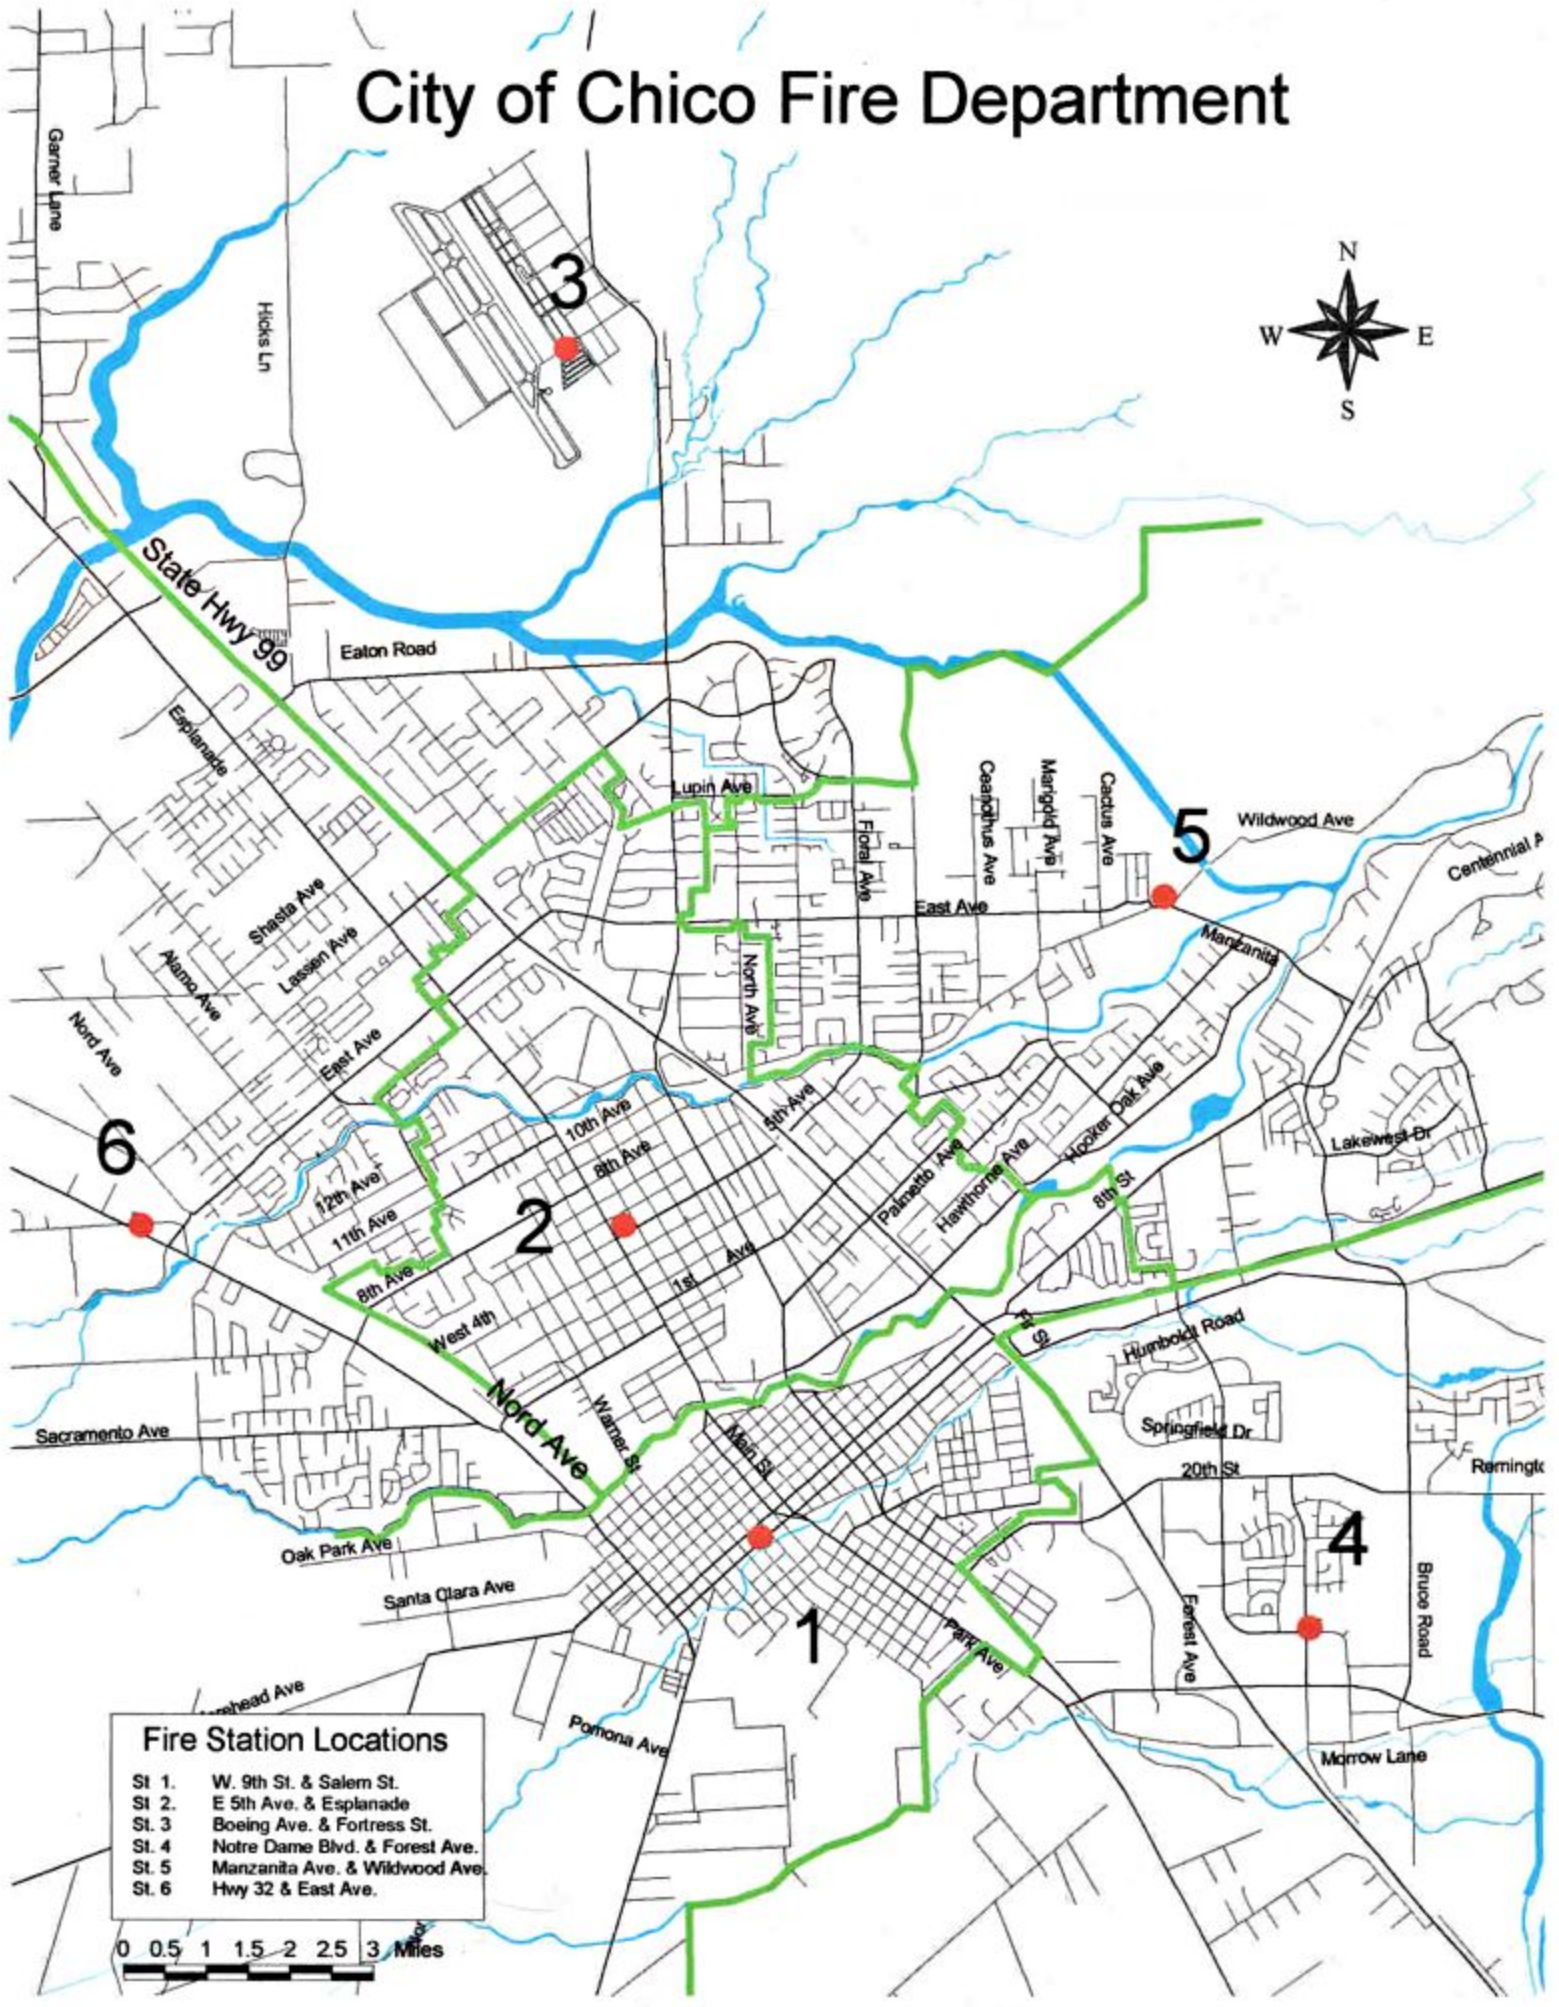 City of Chico Fire Department
Garner Lane
3
N
Hicks Ln
W
E
S
State Hwy 99
Eaton Road
Esplanade
Lupin Ave
Ceanothus Ave
Marigold Ave
Cactus Ave
5
Wildwood Ave
Floral Ave
Centennial A
Shasta Ave
East Ave
Lassen Ave
Manzanita
Alamo Ave
North Ave
Nord Ave
East Ave
6
10th Ave
5th Ave
Hooker Oak Ave
8th Ave
Lakewest Dr
12th Ave
Palmetto Ave
Hawthorne Ave
8th St
11th Ave
2
1st Ave
8th Ave
West 4th
Fir St
Humboldt Road
Nord Ave
Warner St
Sacramento Ave
Main St
Springfield Dr
20th St
Remingto
Oak Park Ave
4
Santa Clara Ave
1
Park Ave
Forest Ave
Bruce Road
rehead Ave
Pomona Ave
Morrow Lane
Fire Station Locations
St 1. W. 9th St. & Salem St.
St 2. E 5th Ave. & Esplanade
St. 3 Boeing Ave. & Fortress St.
St. 4 Notre Dame Blvd. & Forest Ave.
St. 5 Manzanita Ave. & Wildwood Ave.
St. 6 Hwy 32 & East Ave.
0 0.5 1 1.5 2 2.5 3 Miles